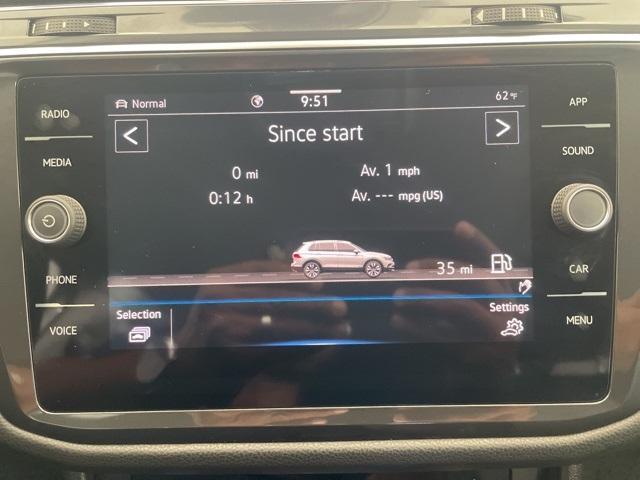 Normal
9:51
62 °F
Since start
0 mi
Av. 1 mph
0:12 h
Av. --- mpg (US)
35 mi
Selection
Settings
RADIO
MEDIA
PHONE
VOICE
APP
SOUND
CAR
MENU